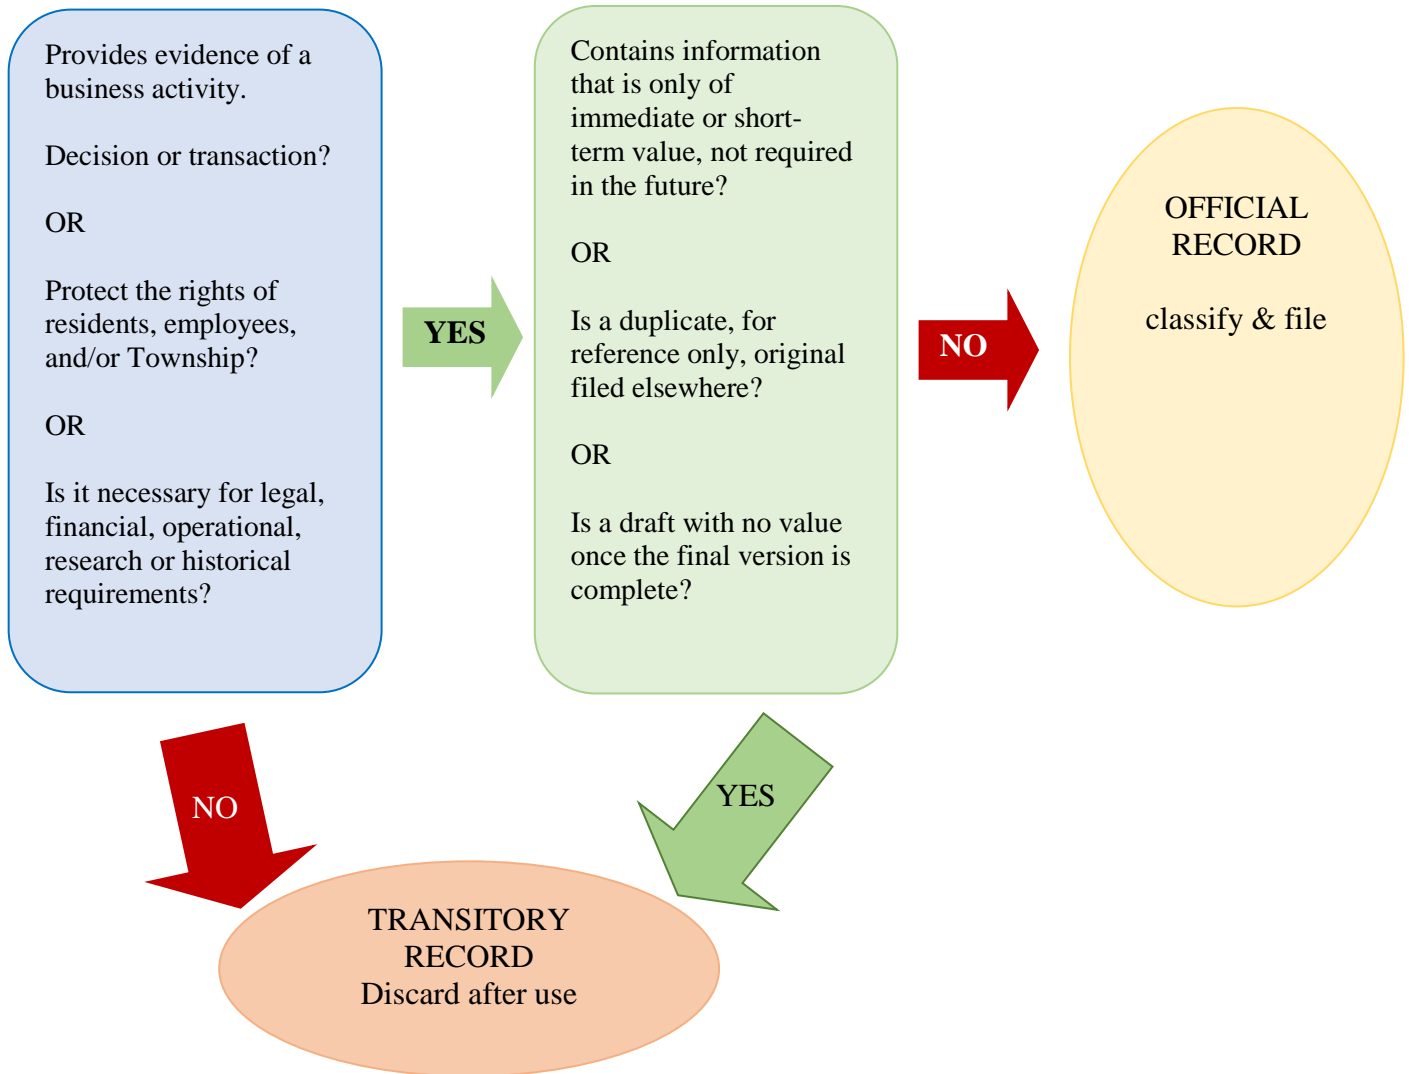 Provides evidence of a
business activity.
Decision or transaction?
OR
Protect the rights of
residents, employees,
and/or Township?
OR
Is it necessary for legal,
financial, operational,
research or historical
requirements?
YES
Contains information
that is only of
immediate or short-
term value, not required
in the future?
OR
Is a duplicate, for
reference only, original
filed elsewhere?
OR
Is a draft with no value
once the final version is
complete?
NO
OFFICIAL
RECORD
classify & file
NO
YES
TRANSITORY
RECORD
Discard after use